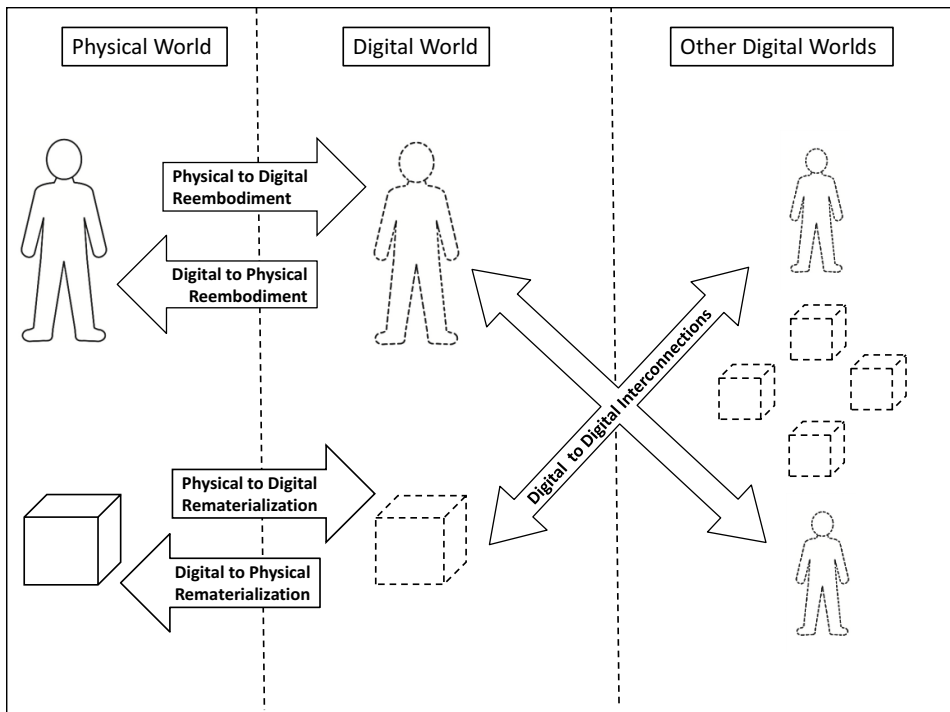 Physical World
Digital World
Other Digital Worlds
Physical to Digital
Reembodiment
Digital to Physical
Reembodiment
Digital to Digital Interconnections
Physical to Digital
Rematerialization
Digital to Physical
Rematerialization